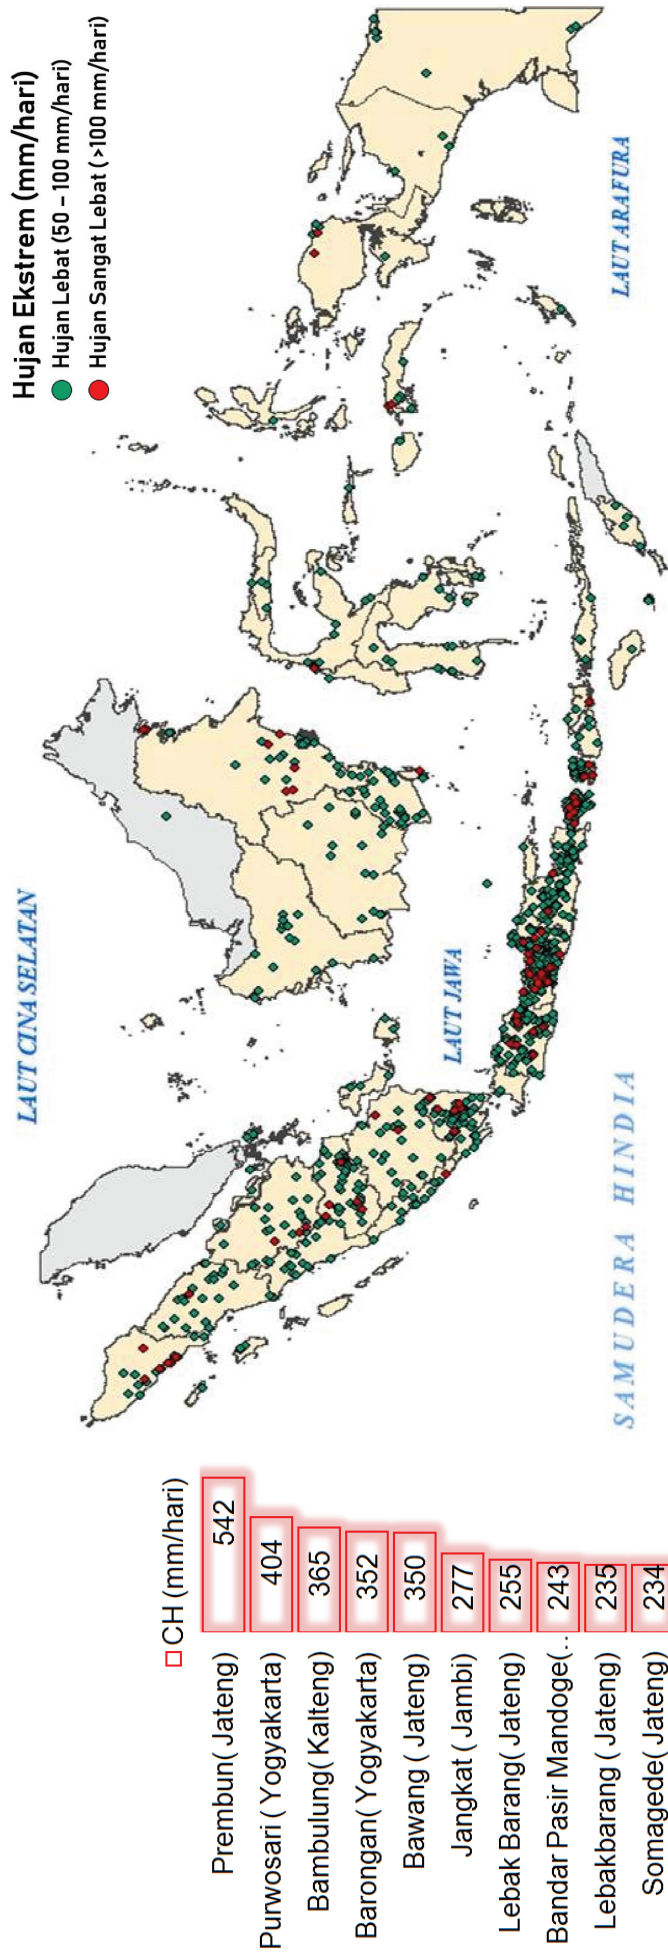 Hujan Ekstrem (mm/hari)
Hujan Lebat (50 – 100 mm/hari)
Hujan Sangat Lebat ( >100 mm/hari)
LAUT CINA SELATAN
LAUT JAWA
LAUT ARAFURA
SAMUDERA HINDIA
CH (mm/hari)
Prembun( Jateng) 542
Purwosari ( Yogyakarta) 404
Bambulung( Kalteng) 365
Barongan( Yogyakarta) 352
Bawang ( Jateng) 350
Jangkat ( Jambi) 277
Lebak Barang( Jateng) 255
Bandar Pasir Mandoge(... 243
Lebakbarang ( Jateng) 235
Somagede( Jateng) 234